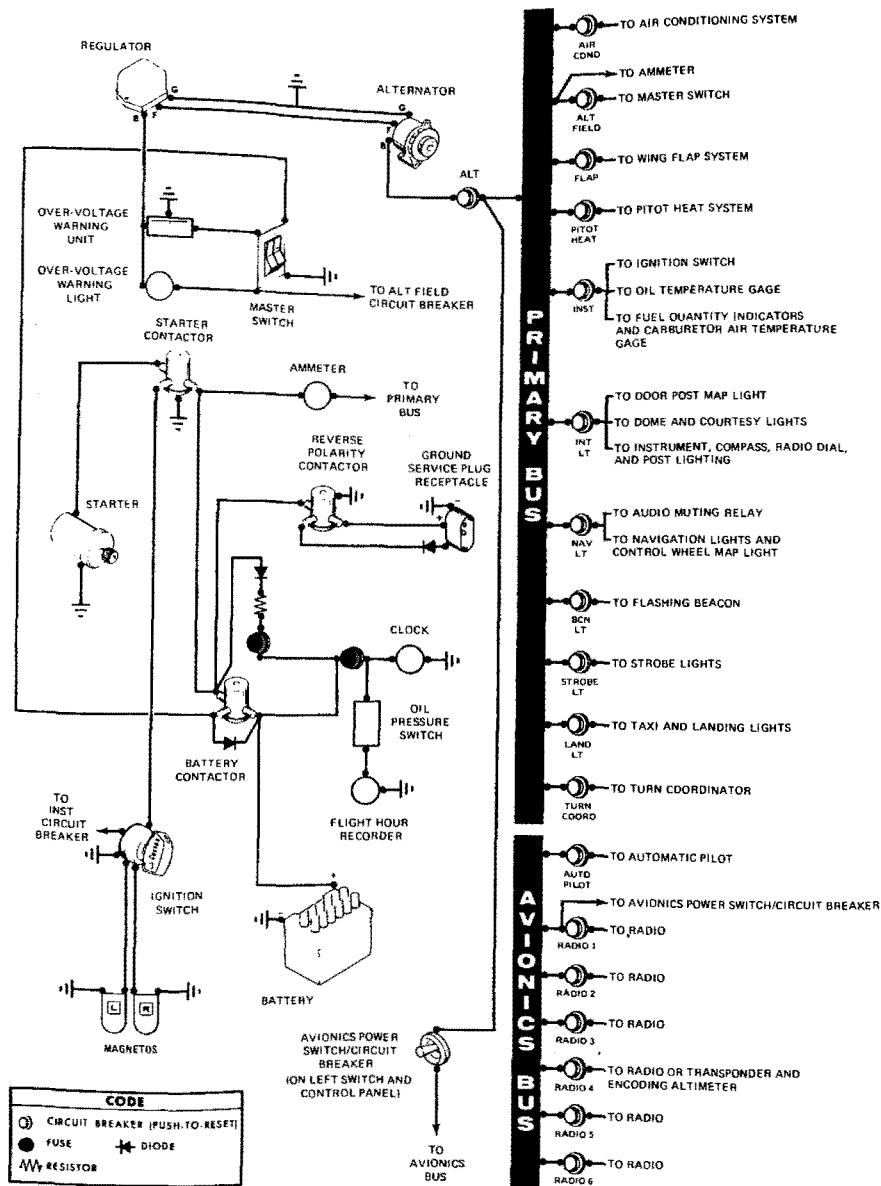 REGULATOR
G
F
B
ALTERNATOR
G
F
B
ALT
OVER-VOLTAGE
WARNING
UNIT
OVER-VOLTAGE
WARNING
LIGHT
MASTER
SWITCH
TO ALT FIELD
CIRCUIT BREAKER
STARTER
CONTACTOR
AMMETER
TO
PRIMARY
BUS
REVERSE
POLARITY
CONTACTOR
GROUND
SERVICE PLUG
RECEPTACLE
+
−
STARTER
CLOCK
OIL
PRESSURE
SWITCH
BATTERY
CONTACTOR
FLIGHT HOUR
RECORDER
TO
INST
CIRCUIT
BREAKER
IGNITION
SWITCH
+
−
BATTERY
L
R
MAGNETOS
AVIONICS POWER
SWITCH/CIRCUIT
BREAKER
(ON LEFT SWITCH AND
CONTROL PANEL)
TO
AVIONICS
BUS
CODE
CIRCUIT BREAKER (PUSH-TO-RESET)
FUSE
DIODE
RESISTOR
PRIMARY BUS
AIR
COND
TO AIR CONDITIONING SYSTEM
TO AMMETER
ALT
FIELD
TO MASTER SWITCH
FLAP
TO WING FLAP SYSTEM
PITOT
HEAT
TO PITOT HEAT SYSTEM
INST
TO IGNITION SWITCH
TO OIL TEMPERATURE GAGE
TO FUEL QUANTITY INDICATORS
AND CARBURETOR AIR TEMPERATURE
GAGE
INT
LT
TO DOOR POST MAP LIGHT
TO DOME AND COURTESY LIGHTS
TO INSTRUMENT, COMPASS, RADIO DIAL,
AND POST LIGHTING
NAV
LT
TO AUDIO MUTING RELAY
TO NAVIGATION LIGHTS AND
CONTROL WHEEL MAP LIGHT
BCN
LT
TO FLASHING BEACON
STROBE
LT
TO STROBE LIGHTS
LAND
LT
TO TAXI AND LANDING LIGHTS
TURN
COORD
TO TURN COORDINATOR
AVIONICS BUS
AUTO
PILOT
TO AUTOMATIC PILOT
TO AVIONICS POWER SWITCH/CIRCUIT BREAKER
RADIO 1
TO RADIO
RADIO 2
TO RADIO
RADIO 3
TO RADIO
RADIO 4
TO RADIO OR TRANSPONDER AND
ENCODING ALTIMETER
RADIO 5
TO RADIO
RADIO 6
TO RADIO